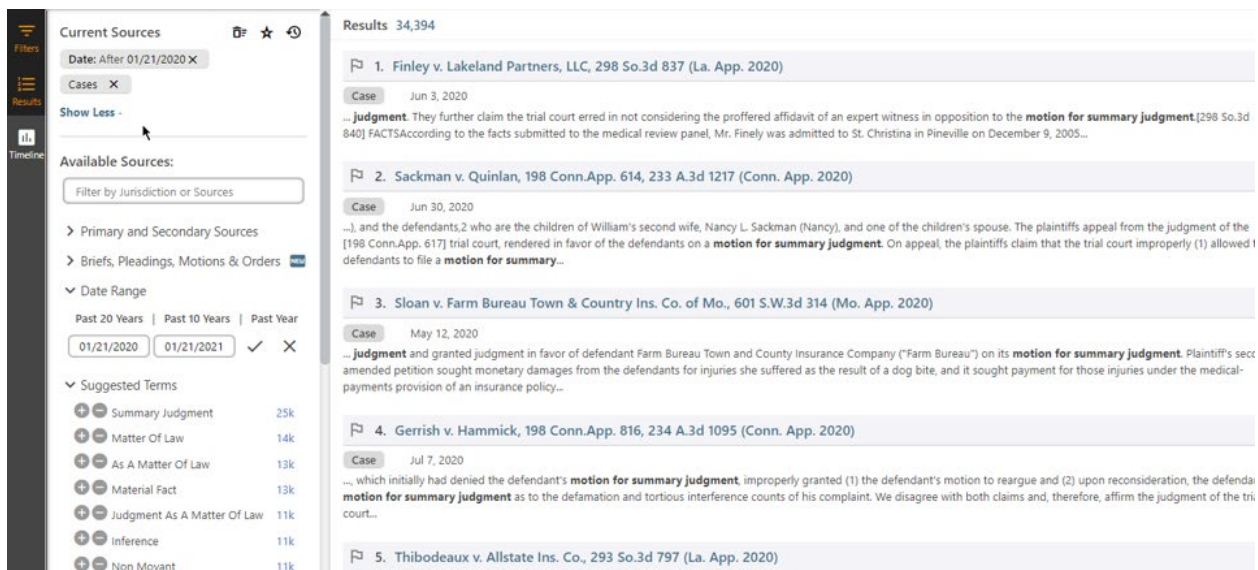 Filters
Results
Timeline
Current Sources
Date: After 01/21/2020 ×
Cases ×
Show Less -
Available Sources:
Filter by Jurisdiction or Sources
Primary and Secondary Sources
Briefs, Pleadings, Motions & Orders NEW
Date Range
Past 20 Years | Past 10 Years | Past Year
01/21/2020 01/21/2021
Suggested Terms
Summary Judgment 25k
Matter Of Law 14k
As A Matter Of Law 13k
Material Fact 13k
Judgment As A Matter Of Law 11k
Inference 11k
Non Movant 11k
Results 34,394
1. Finley v. Lakeland Partners, LLC, 298 So.3d 837 (La. App. 2020)
Case Jun 3, 2020
... judgment. They further claim the trial court erred in not considering the proffered affidavit of an expert witness in opposition to the motion for summary judgment.[298 So.3d
840] FACTSAccording to the facts submitted to the medical review panel, Mr. Finely was admitted to St. Christina in Pineville on December 9, 2005...
2. Sackman v. Quinlan, 198 Conn.App. 614, 233 A.3d 1217 (Conn. App. 2020)
Case Jun 30, 2020
...), and the defendants,2 who are the children of William's second wife, Nancy L. Sackman (Nancy), and one of the children's spouse. The plaintiffs appeal from the judgment of the
[198 Conn.App. 617] trial court, rendered in favor of the defendants on a motion for summary judgment. On appeal, the plaintiffs claim that the trial court improperly (1) allowed
defendants to file a motion for summary...
3. Sloan v. Farm Bureau Town & Country Ins. Co. of Mo., 601 S.W.3d 314 (Mo. App. 2020)
Case May 12, 2020
... judgment and granted judgment in favor of defendant Farm Bureau Town and County Insurance Company ("Farm Bureau") on its motion for summary judgment. Plaintiff's
amended petition sought monetary damages from the defendants for injuries she suffered as the result of a dog bite, and it sought payment for those injuries under the medical-
payments provision of an insurance policy...
4. Gerrish v. Hammick, 198 Conn.App. 816, 234 A.3d 1095 (Conn. App. 2020)
Case Jul 7, 2020
..., which initially had denied the defendant's motion for summary judgment, improperly granted (1) the defendant's motion to reargue and (2) upon reconsideration, the
motion for summary judgment as to the defamation and tortious interference counts of his complaint. We disagree with both claims and, therefore, affirm the judgment of the
court...
5. Thibodeaux v. Allstate Ins. Co., 293 So.3d 797 (La. App. 2020)